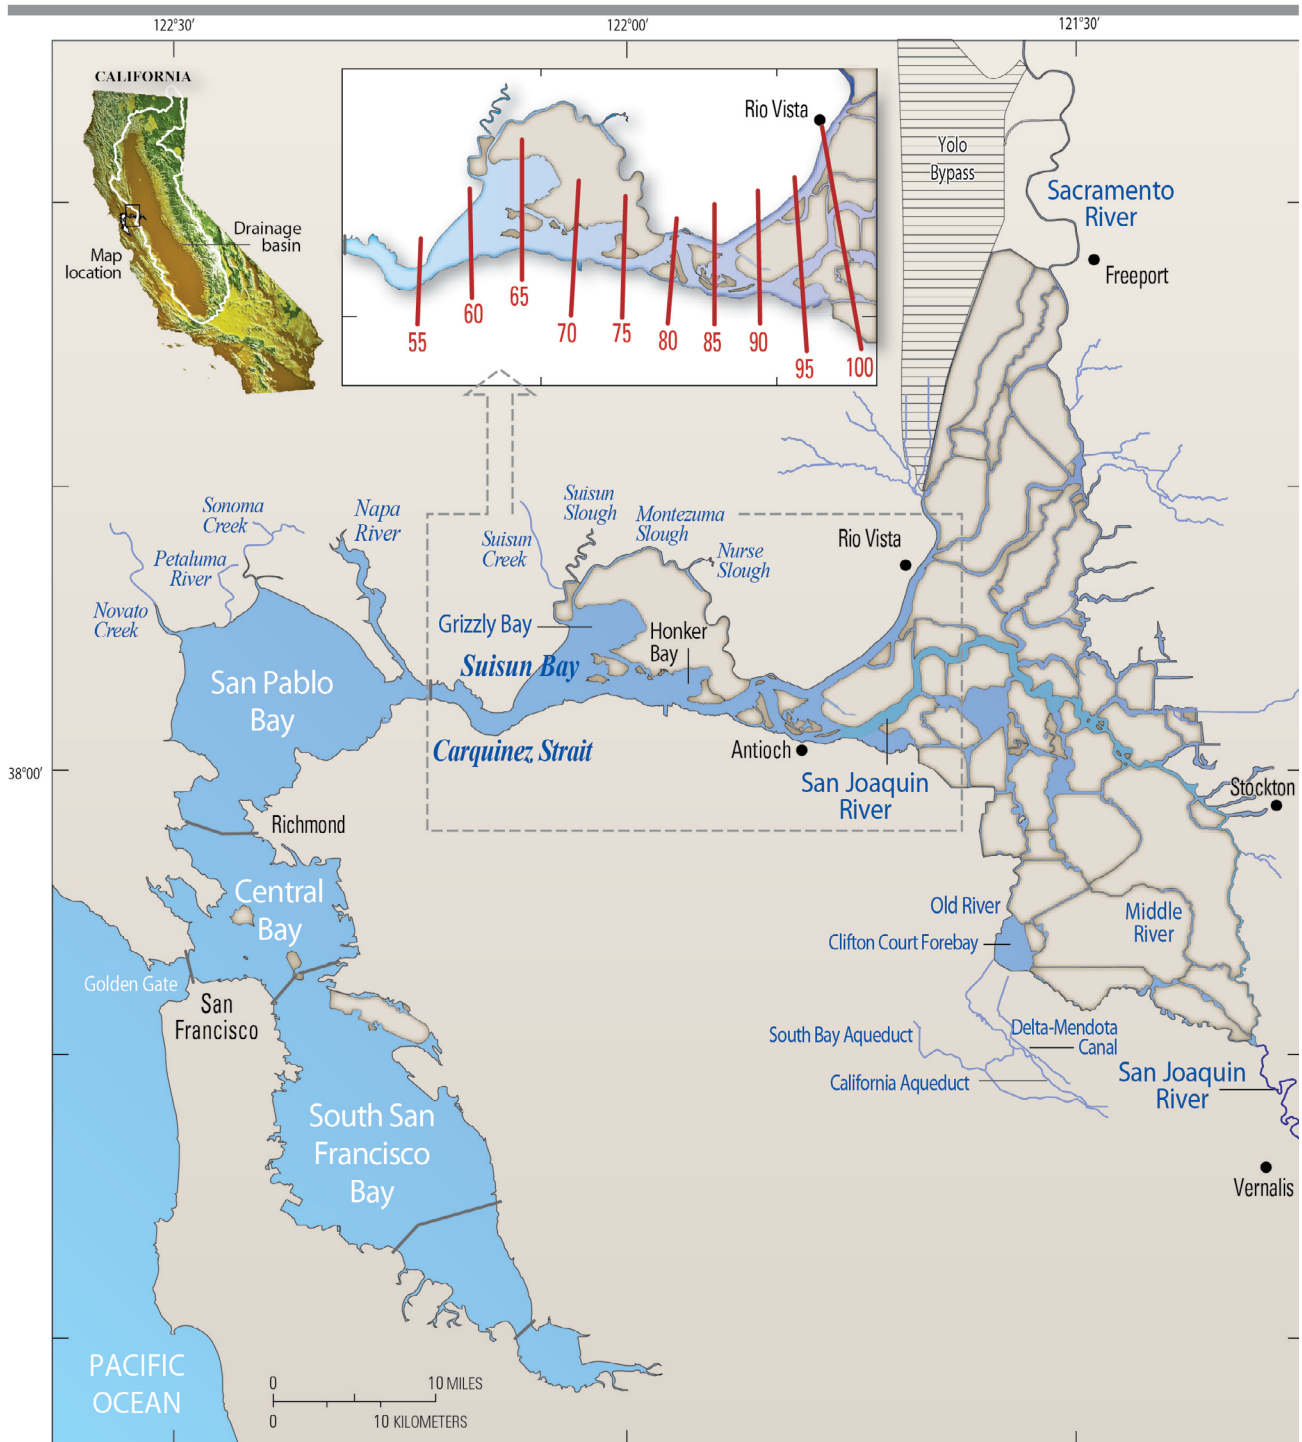 122°30'
122°00'
121°30'
CALIFORNIA
Drainage
basin
Map
location
Rio Vista
55
60
65
70
75
80
85
90
95
100
Yolo
Bypass
Sacramento
River
Freeport
Sonoma
Creek
Napa
River
Suisun
Slough
Suisun
Creek
Montezuma
Slough
Nurse
Slough
Petaluma
River
Novato
Creek
Rio Vista
Grizzly Bay
Honker
Bay
Suisun Bay
San Pablo
Bay
Carquinez Strait
Antioch
San Joaquin
River
38°00'
Stockton
Richmond
Central
Bay
Old River
Middle
River
Clifton Court Forebay
Golden Gate
San
Francisco
South Bay Aqueduct
Delta-Mendota
Canal
California Aqueduct
San Joaquin
River
South San
Francisco
Bay
Vernalis
PACIFIC
OCEAN
0 10 MILES
0 10 KILOMETERS